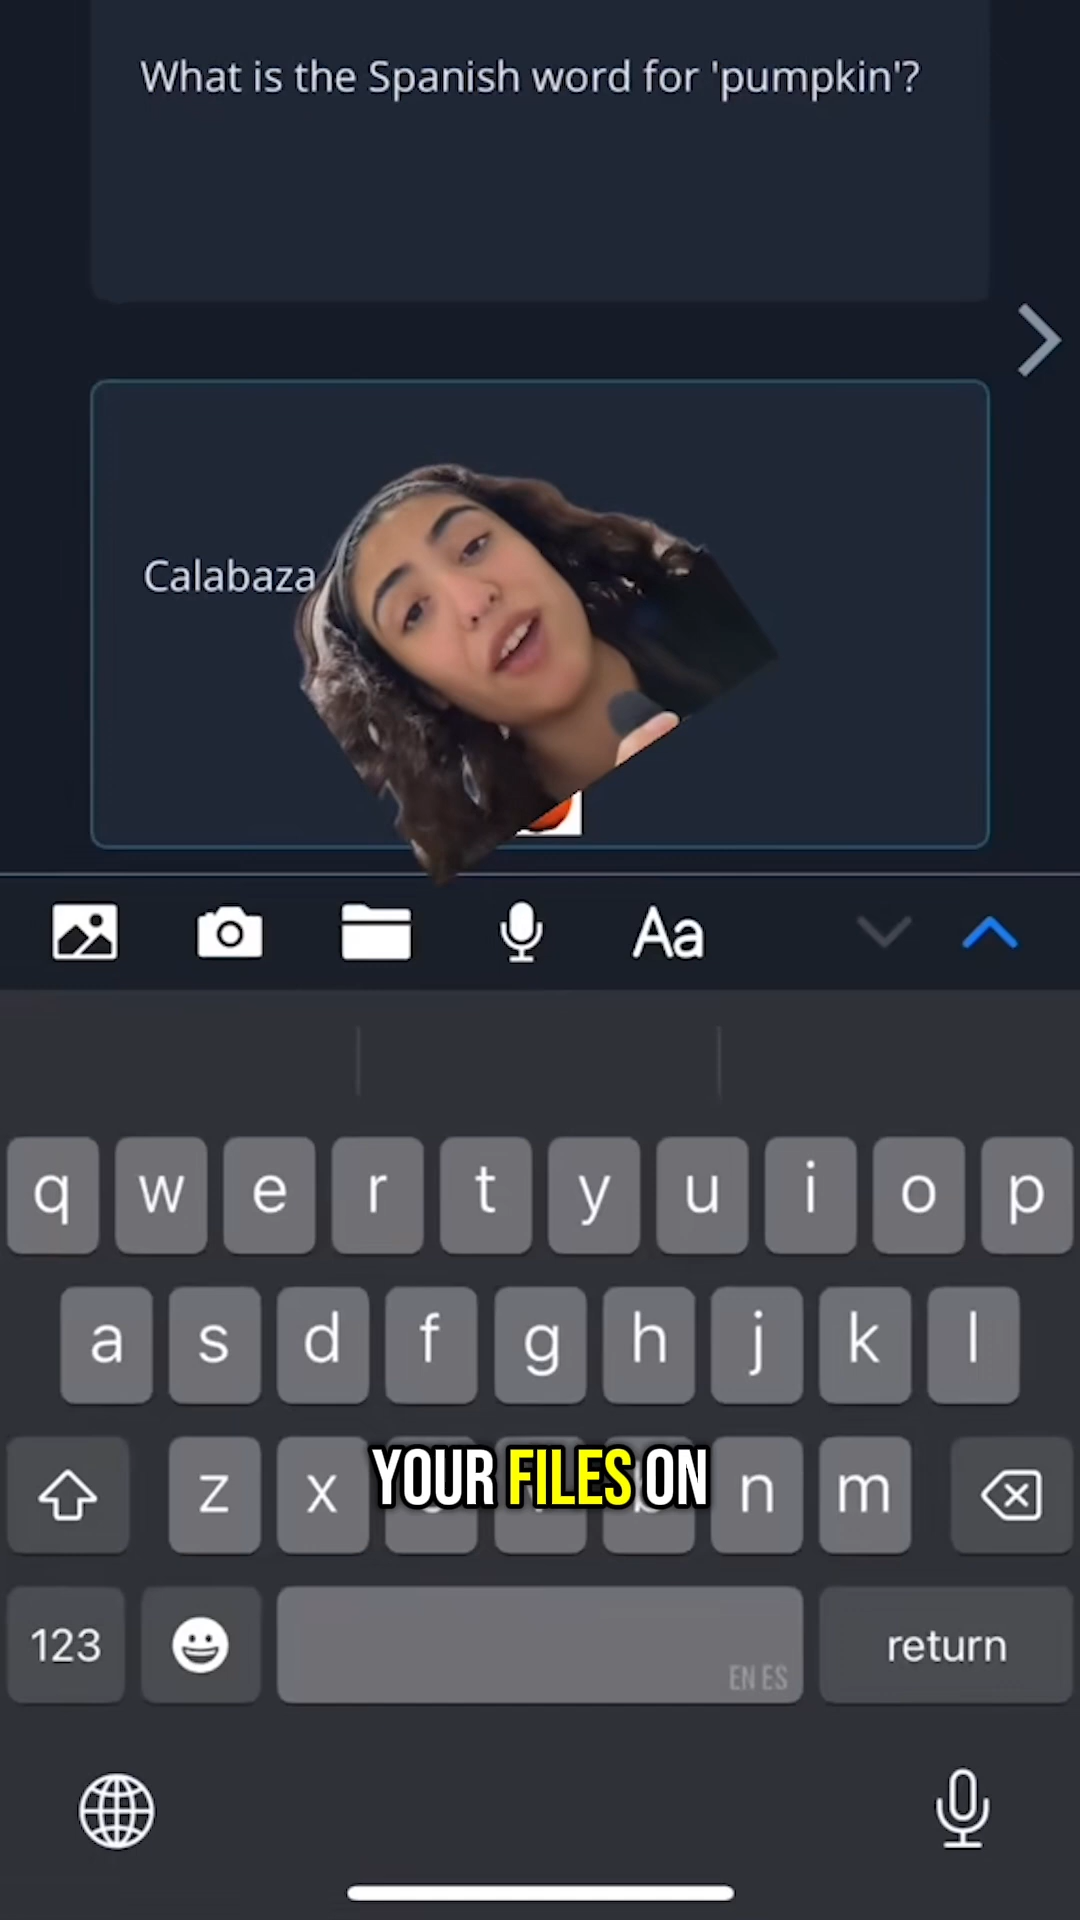 What is the Spanish word for 'pumpkin'?
Calabaza
Aa
q w e r t y u i o p
a s d f g h j k l
z x n m
YOUR FILES ON
123
EN ES
return